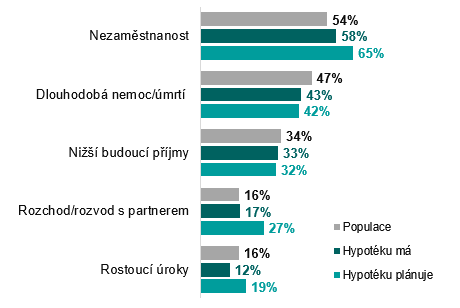 Nezaměstnanost
54%
58%
65%
Dlouhodobá nemoc/úmrtí
47%
43%
42%
Nižší budoucí příjmy
34%
33%
32%
Rozchod/rozvod s partnerem
16%
17%
27%
Rostoucí úroky
16%
12%
19%
Populace
Hypotéku má
Hypotéku plánuje